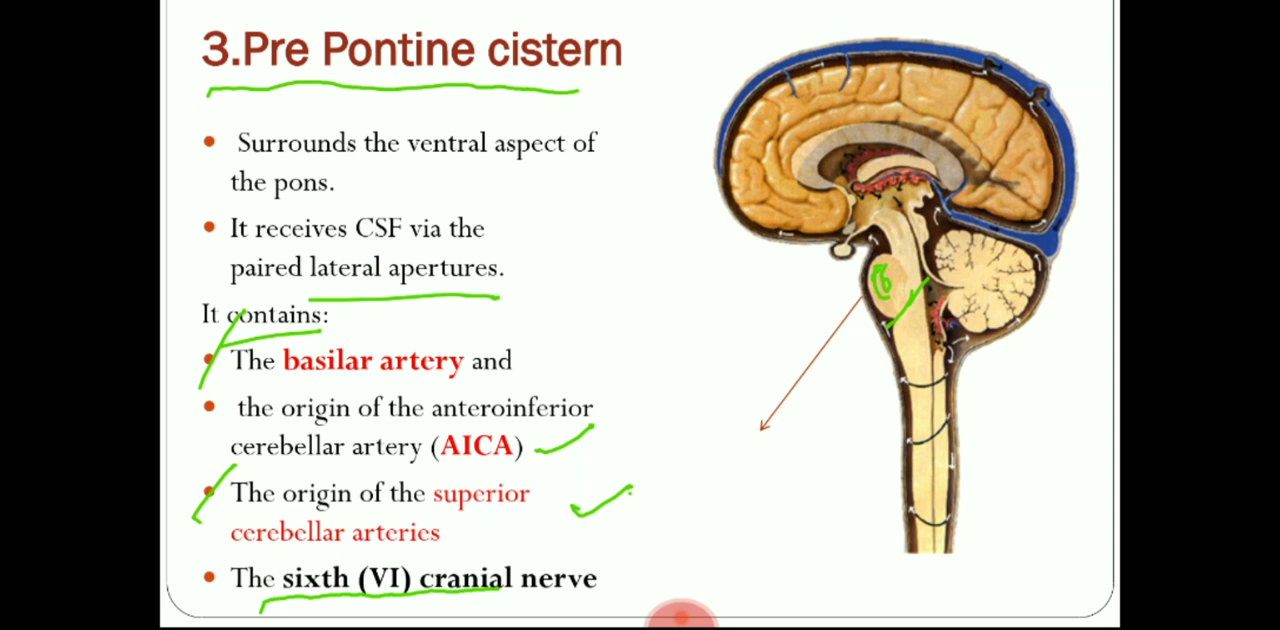 3.Pre Pontine cistern
Surrounds the ventral aspect of
the pons.
It receives CSF via the
paired lateral apertures.
It contains:
The basilar artery and
the origin of the anteroinferior
cerebellar artery (AICA)
The origin of the superior
cerebellar arteries
The sixth (VI) cranial nerve